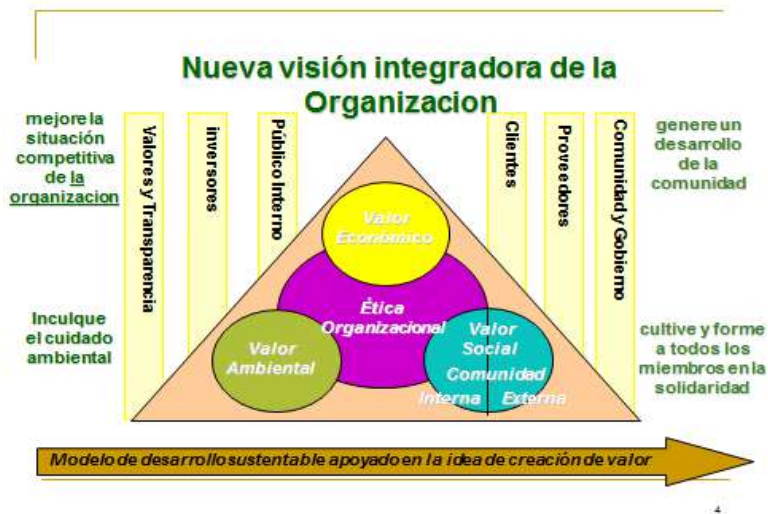 Nueva visión integradora de la
Organizacion
mejore la
situación
competitiva
de la
organizacion
Inculque
el cuidado
ambiental
Valores y Transparencia
inversores
Público Interno
Valor
Económico
Ética
Organizacional
Valor
Ambiental
Valor
Social
Comunidad
Interna Externa
Clientes
Proveedores
Comunidad y Gobierno
genere un
desarrollo
de la
comunidad
cultive y forme
a todos los
miembros en la
solidaridad
Modelo de desarrollo sustentable apoyado en la idea de creación de valor
4